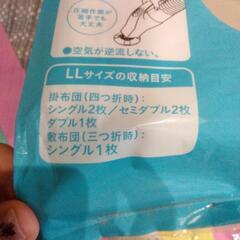 圧縮作業が
苦手でも
大丈夫
●空気が逆流しない。
LLサイズの収納目安
掛布団（四つ折時）：
シングル2枚／セミダブル2枚
ダブル1枚
敷布団（三つ折時）：
シングル1枚